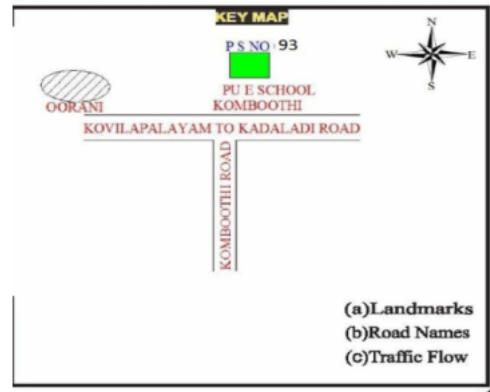 KEY MAP
P S NO : 93
N
W E
S
PU E SCHOOL
KOMBOOTHI
OORANI
KOVILAPALAYAM TO KADALADI ROAD
KOMBOOTHI ROAD
(a)Landmarks
(b)Road Names
(c)Traffic Flow